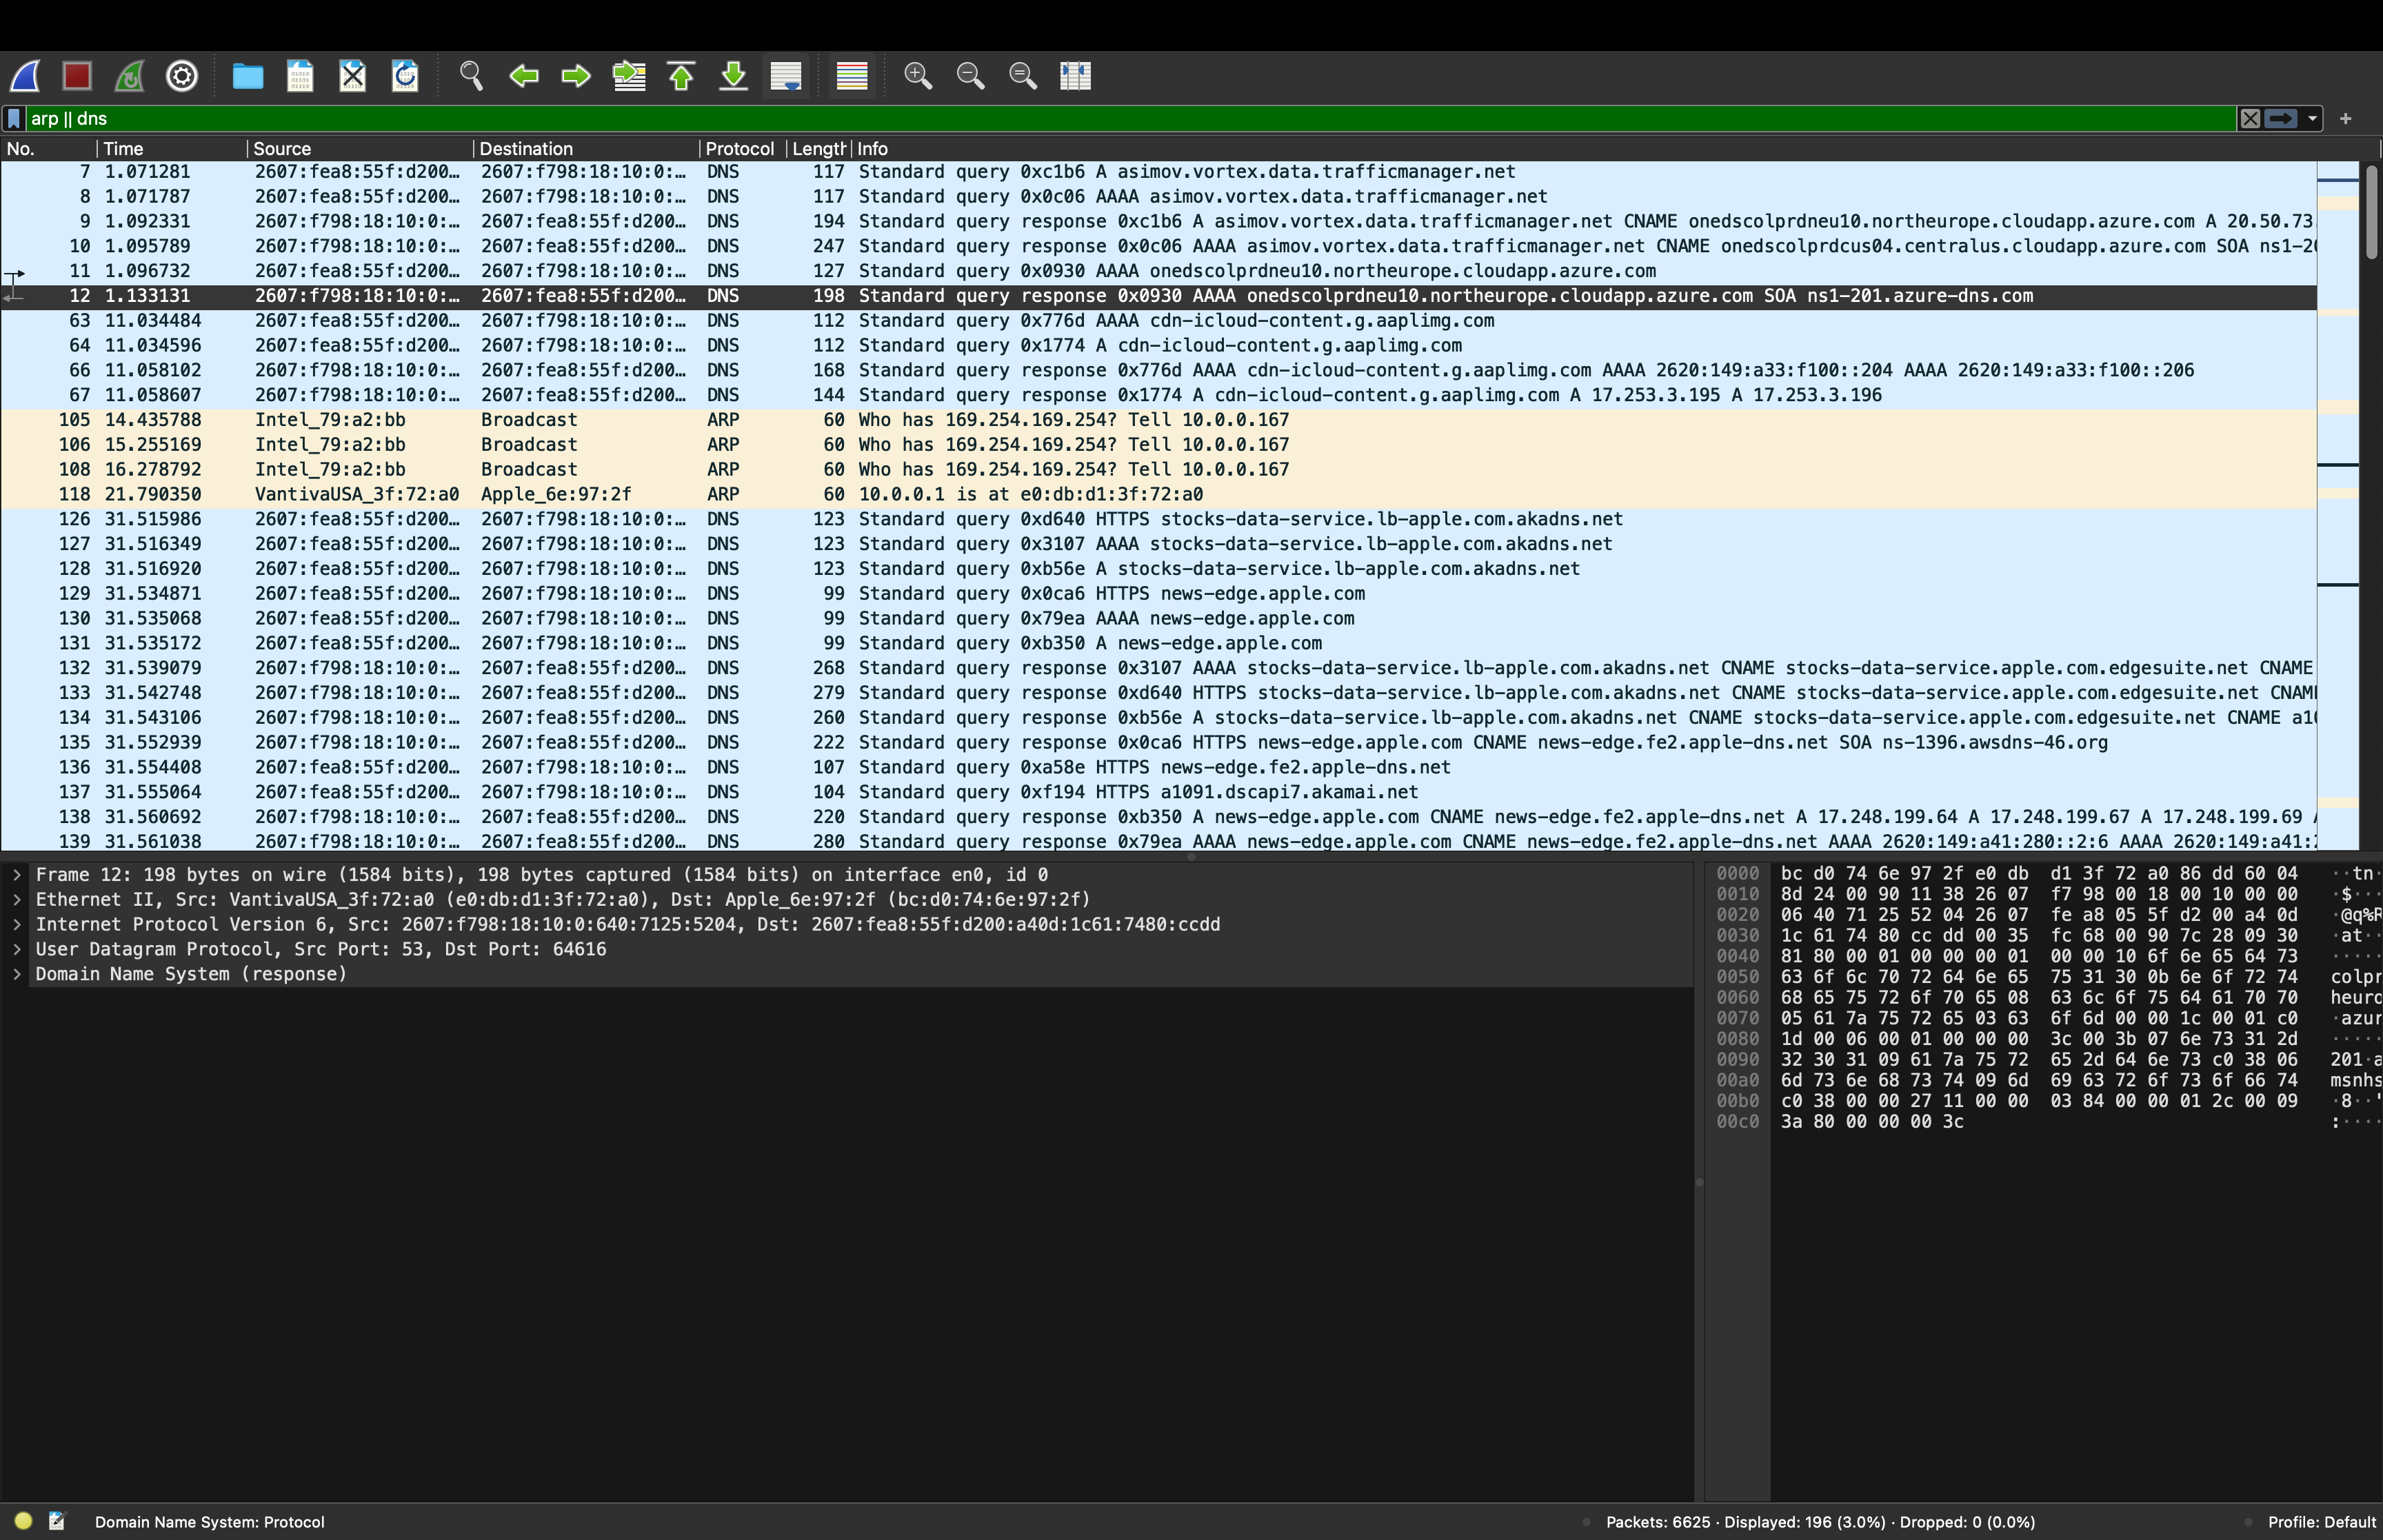 arp || dns
No. Time Source Destination Protocol Length Info
7 1.071281 2607:fea8:55f:d200… 2607:f798:18:10:0:… DNS 117 Standard query 0xc1b6 A asimov.vortex.data.trafficmanager.net
8 1.071787 2607:fea8:55f:d200… 2607:f798:18:10:0:… DNS 117 Standard query 0x0c06 AAAA asimov.vortex.data.trafficmanager.net
9 1.092331 2607:f798:18:10:0:… 2607:fea8:55f:d200… DNS 194 Standard query response 0xc1b6 A asimov.vortex.data.trafficmanager.net CNAME onedscolprdneu10.northeurope.cloudapp.azure.com A 20.50.73.
10 1.095789 2607:f798:18:10:0:… 2607:fea8:55f:d200… DNS 247 Standard query response 0x0c06 AAAA asimov.vortex.data.trafficmanager.net CNAME onedscolprdcus04.centralus.cloudapp.azure.com SOA ns1-20
11 1.096732 2607:fea8:55f:d200… 2607:f798:18:10:0:… DNS 127 Standard query 0x0930 AAAA onedscolprdneu10.northeurope.cloudapp.azure.com
12 1.133131 2607:f798:18:10:0:… 2607:fea8:55f:d200… DNS 198 Standard query response 0x0930 AAAA onedscolprdneu10.northeurope.cloudapp.azure.com SOA ns1-201.azure-dns.com
63 11.034484 2607:fea8:55f:d200… 2607:f798:18:10:0:… DNS 112 Standard query 0x776d AAAA cdn-icloud-content.g.aaplimg.com
64 11.034596 2607:fea8:55f:d200… 2607:f798:18:10:0:… DNS 112 Standard query 0x1774 A cdn-icloud-content.g.aaplimg.com
66 11.058102 2607:f798:18:10:0:… 2607:fea8:55f:d200… DNS 168 Standard query response 0x776d AAAA cdn-icloud-content.g.aaplimg.com AAAA 2620:149:a33:f100::204 AAAA 2620:149:a33:f100::206
67 11.058607 2607:f798:18:10:0:… 2607:fea8:55f:d200… DNS 144 Standard query response 0x1774 A cdn-icloud-content.g.aaplimg.com A 17.253.3.195 A 17.253.3.196
105 14.435788 Intel_79:a2:bb Broadcast ARP 60 Who has 169.254.169.254? Tell 10.0.0.167
106 15.255169 Intel_79:a2:bb Broadcast ARP 60 Who has 169.254.169.254? Tell 10.0.0.167
108 16.278792 Intel_79:a2:bb Broadcast ARP 60 Who has 169.254.169.254? Tell 10.0.0.167
118 21.790350 VantivaUSA_3f:72:a0 Apple_6e:97:2f ARP 60 10.0.0.1 is at e0:db:d1:3f:72:a0
126 31.515986 2607:fea8:55f:d200… 2607:f798:18:10:0:… DNS 123 Standard query 0xd640 HTTPS stocks-data-service.lb-apple.com.akadns.net
127 31.516349 2607:fea8:55f:d200… 2607:f798:18:10:0:… DNS 123 Standard query 0x3107 AAAA stocks-data-service.lb-apple.com.akadns.net
128 31.516920 2607:fea8:55f:d200… 2607:f798:18:10:0:… DNS 123 Standard query 0xb56e A stocks-data-service.lb-apple.com.akadns.net
129 31.534871 2607:fea8:55f:d200… 2607:f798:18:10:0:… DNS 99 Standard query 0x0ca6 HTTPS news-edge.apple.com
130 31.535068 2607:fea8:55f:d200… 2607:f798:18:10:0:… DNS 99 Standard query 0x79ea AAAA news-edge.apple.com
131 31.535172 2607:fea8:55f:d200… 2607:f798:18:10:0:… DNS 99 Standard query 0xb350 A news-edge.apple.com
132 31.539079 2607:f798:18:10:0:… 2607:fea8:55f:d200… DNS 268 Standard query response 0x3107 AAAA stocks-data-service.lb-apple.com.akadns.net CNAME stocks-data-service.apple.com.edgesuite.net CNAME
133 31.542748 2607:f798:18:10:0:… 2607:fea8:55f:d200… DNS 279 Standard query response 0xd640 HTTPS stocks-data-service.lb-apple.com.akadns.net CNAME stocks-data-service.apple.com.edgesuite.net CNAM
134 31.543106 2607:f798:18:10:0:… 2607:fea8:55f:d200… DNS 260 Standard query response 0xb56e A stocks-data-service.lb-apple.com.akadns.net CNAME stocks-data-service.apple.com.edgesuite.net CNAME a10
135 31.552939 2607:f798:18:10:0:… 2607:fea8:55f:d200… DNS 222 Standard query response 0x0ca6 HTTPS news-edge.apple.com CNAME news-edge.fe2.apple-dns.net SOA ns-1396.awsdns-46.org
136 31.554408 2607:fea8:55f:d200… 2607:f798:18:10:0:… DNS 107 Standard query 0xa58e HTTPS news-edge.fe2.apple-dns.net
137 31.555064 2607:fea8:55f:d200… 2607:f798:18:10:0:… DNS 104 Standard query 0xf194 HTTPS a1091.dscapi7.akamai.net
138 31.560692 2607:f798:18:10:0:… 2607:fea8:55f:d200… DNS 220 Standard query response 0xb350 A news-edge.apple.com CNAME news-edge.fe2.apple-dns.net A 17.248.199.64 A 17.248.199.67 A 17.248.199.69
139 31.561038 2607:f798:18:10:0:… 2607:fea8:55f:d200… DNS 280 Standard query response 0x79ea AAAA news-edge.apple.com CNAME news-edge.fe2.apple-dns.net AAAA 2620:149:a41:280::2:6 AAAA 2620:149:a41:
Frame 12: 198 bytes on wire (1584 bits), 198 bytes captured (1584 bits) on interface en0, id 0
Ethernet II, Src: VantivaUSA_3f:72:a0 (e0:db:d1:3f:72:a0), Dst: Apple_6e:97:2f (bc:d0:74:6e:97:2f)
Internet Protocol Version 6, Src: 2607:f798:18:10:0:640:7125:5204, Dst: 2607:fea8:55f:d200:a40d:1c61:7480:ccdd
User Datagram Protocol, Src Port: 53, Dst Port: 64616
Domain Name System (response)
0000 bc d0 74 6e 97 2f e0 db d1 3f 72 a0 86 dd 60 04 ··tn·
0010 8d 24 00 90 11 38 26 07 f7 98 00 18 00 10 00 00 ·$···
0020 06 40 71 25 52 04 26 07 fe a8 05 5f d2 00 a4 0d ·@q%R
0030 1c 61 74 80 cc dd 00 35 fc 68 00 90 7c 28 09 30 ·at··
0040 81 80 00 01 00 00 00 01 00 00 10 6f 6e 65 64 73 ·····
0050 63 6f 6c 70 72 64 6e 65 75 31 30 0b 6e 6f 72 74 colpr
0060 68 65 75 72 6f 70 65 08 63 6c 6f 75 64 61 70 70 heuro
0070 05 61 7a 75 72 65 03 63 6f 6d 00 00 1c 00 01 c0 ·azur
0080 1d 00 06 00 01 00 00 00 3c 00 3b 07 6e 73 31 2d ·····
0090 32 30 31 09 61 7a 75 72 65 2d 64 6e 73 c0 38 06 201·a
00a0 6d 73 6e 68 73 74 09 6d 69 63 72 6f 73 6f 66 74 msnhs
00b0 c0 38 00 00 27 11 00 00 03 84 00 00 01 2c 00 09 ·8··'
00c0 3a 80 00 00 00 3c :····
Domain Name System: Protocol
Packets: 6625 · Displayed: 196 (3.0%) · Dropped: 0 (0.0%)
Profile: Default